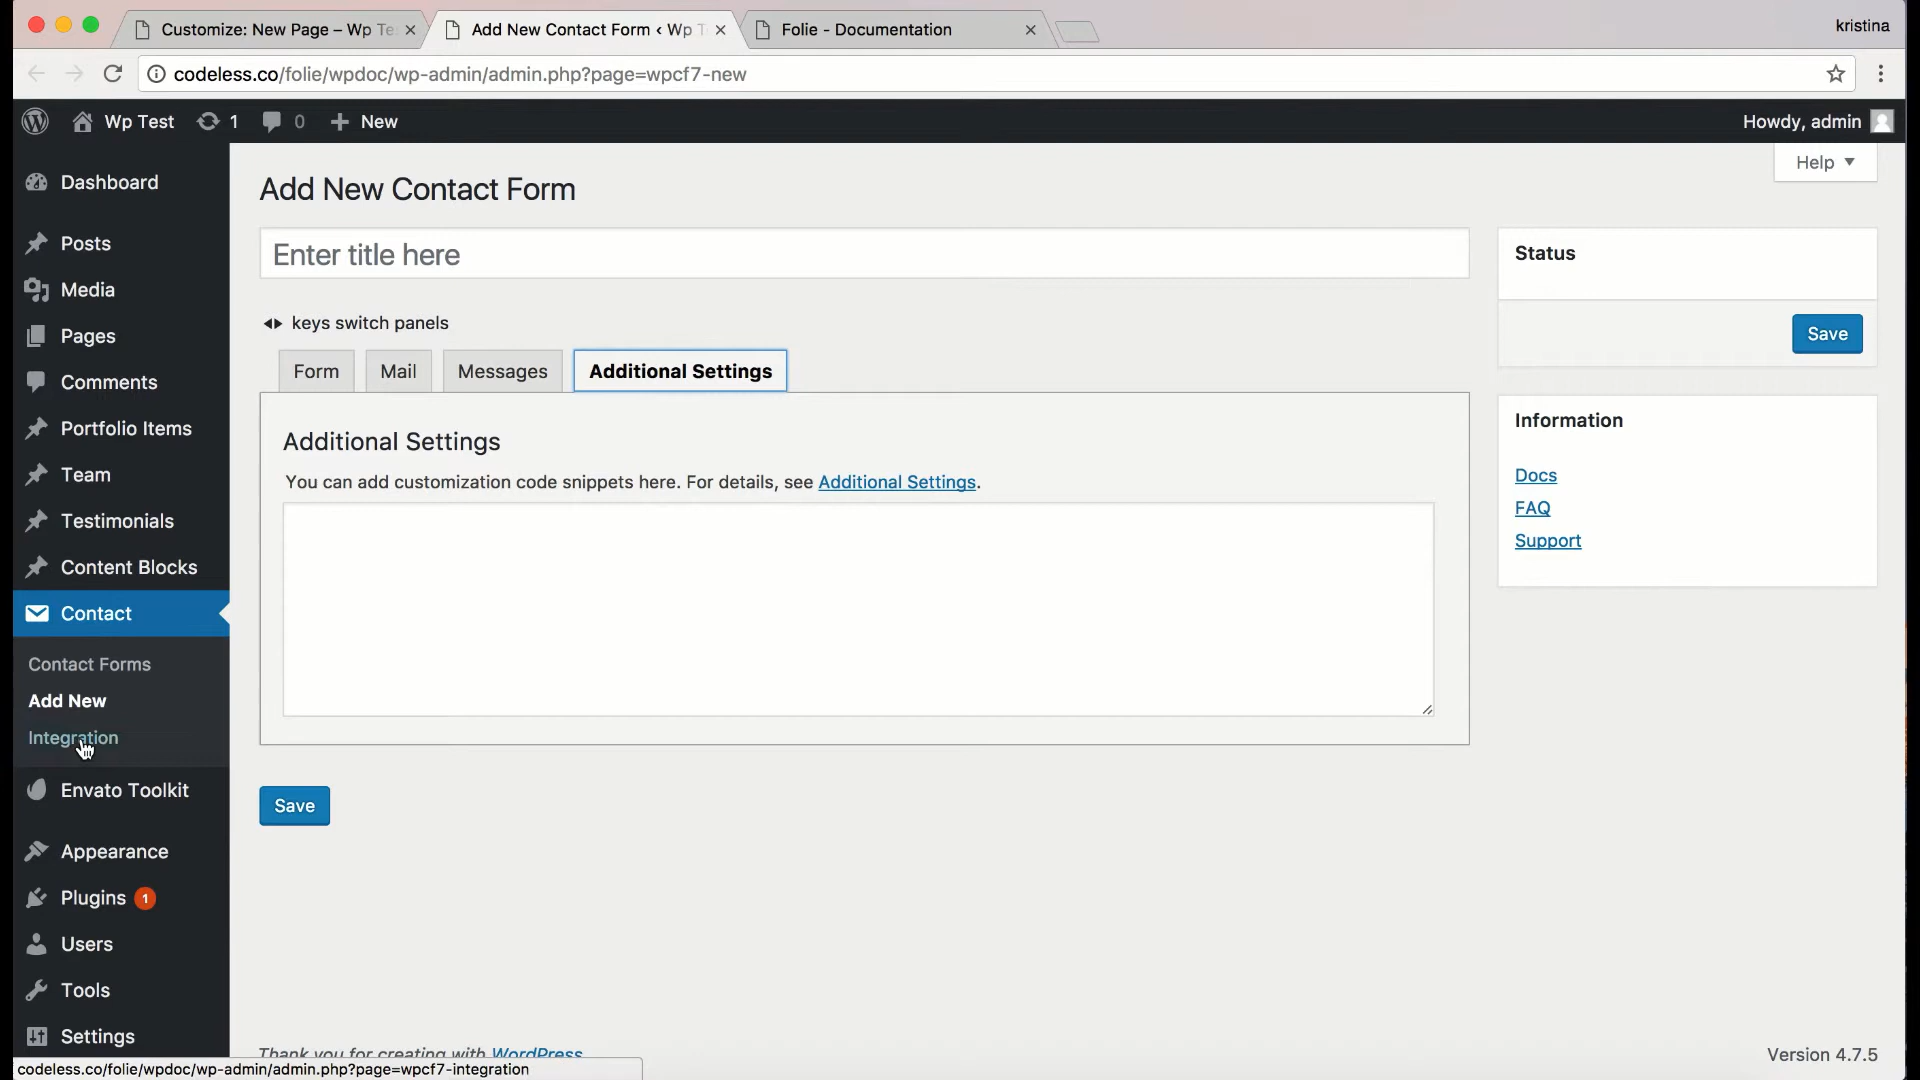 Customize: New Page – Wp Te
Add New Contact Form ‹ Wp T
Folie - Documentation
kristina
codeless.co/folie/wpdoc/wp-admin/admin.php?page=wpcf7-new
Wp Test
1
0
New
Howdy, admin
Help
Dashboard
Posts
Media
Pages
Comments
Portfolio Items
Team
Testimonials
Content Blocks
Contact
Contact Forms
Add New
Integration
Envato Toolkit
Appearance
Plugins 1
Users
Tools
Settings
Add New Contact Form
Enter title here
keys switch panels
Form
Mail
Messages
Additional Settings
Additional Settings
You can add customization code snippets here. For details, see Additional Settings.
Save
Status
Save
Information
Docs
FAQ
Support
Thank you for creating with WordPress
Version 4.7.5
codeless.co/folie/wpdoc/wp-admin/admin.php?page=wpcf7-integration